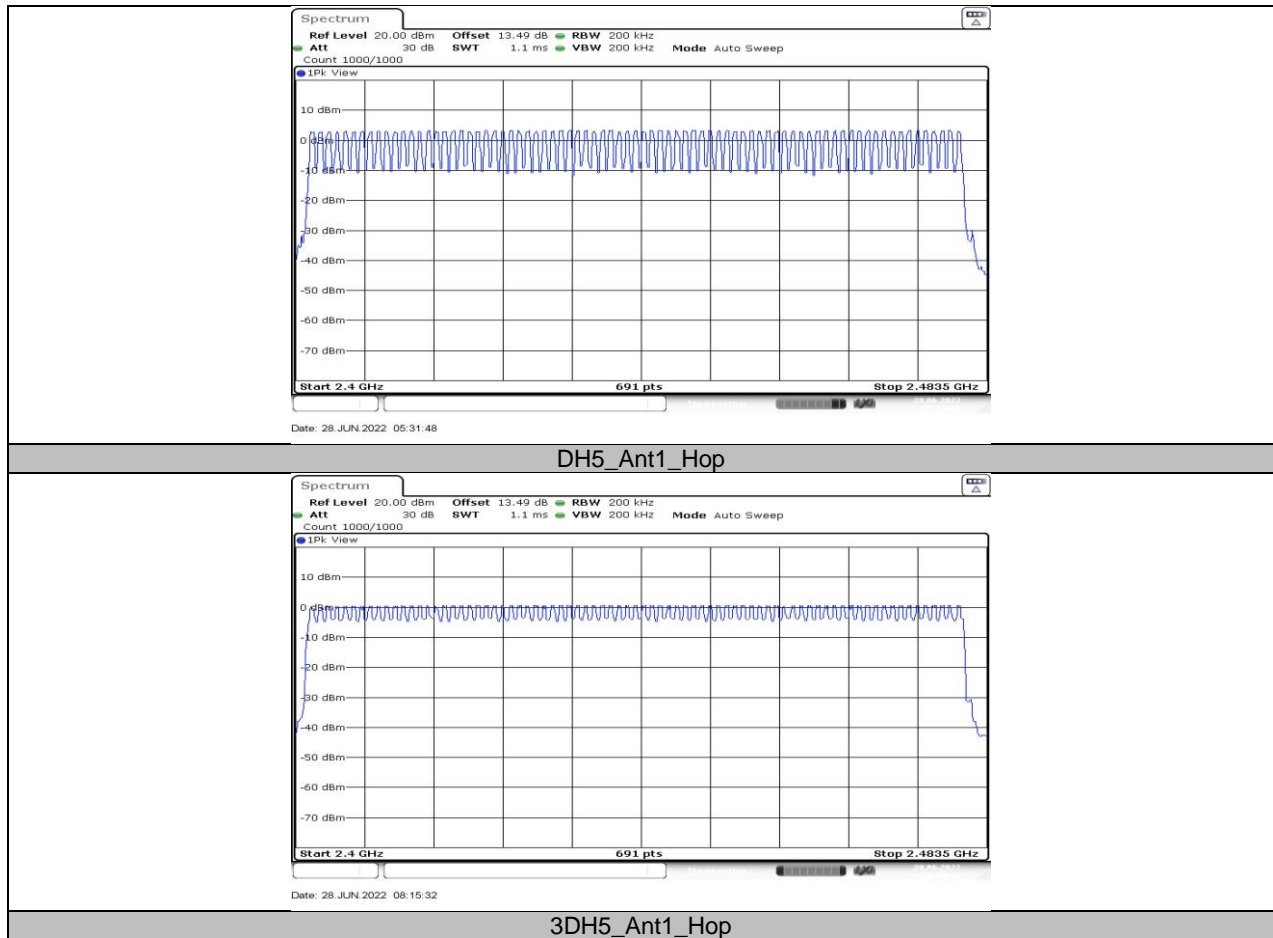 Spectrum
Ref Level 20.00 dBm Offset 13.49 dB RBW 200 kHz
Att 30 dB SWT 1.1 ms VBW 200 kHz Mode Auto Sweep
Count 1000/1000
1Pk View
10 dBm
0 dBm
-10 dBm
-20 dBm
-30 dBm
-40 dBm
-50 dBm
-60 dBm
-70 dBm
Start 2.4 GHz 691 pts Stop 2.4835 GHz
Date: 28.JUN.2022 05:31:48
DH5_Ant1_Hop
Spectrum
Ref Level 20.00 dBm Offset 13.49 dB RBW 200 kHz
Att 30 dB SWT 1.1 ms VBW 200 kHz Mode Auto Sweep
Count 1000/1000
1Pk View
10 dBm
0 dBm
-10 dBm
-20 dBm
-30 dBm
-40 dBm
-50 dBm
-60 dBm
-70 dBm
Start 2.4 GHz 691 pts Stop 2.4835 GHz
Date: 28.JUN.2022 08:15:32
3DH5_Ant1_Hop